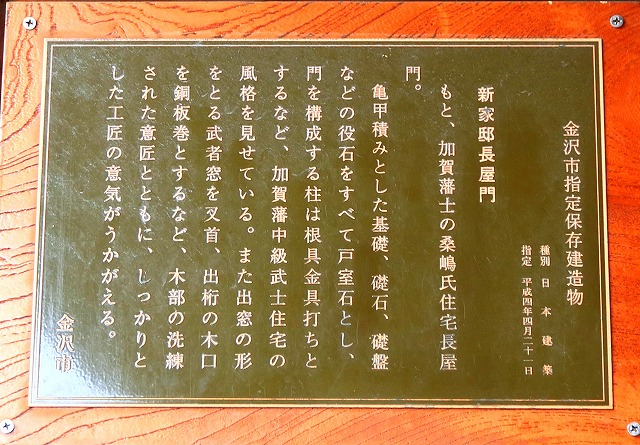 金沢市指定保存建造物
種別 日本建築
指定 平成四年四月二十一日
新家邸長屋門
もと、加賀藩士の桑嶋氏住宅長屋
門。
亀甲積みとした基礎、礎石、礎盤
などの役石をすべて戸室石とし、
門を構成する柱は根具金具打ちと
するなど、加賀藩中級武士住宅の
風格を見せている。また出窓の形
をとる武者窓を叉首、出桁の木口
を銅板巻とするなど、木部の洗練
された意匠とともに、しっかりと
した工匠の意気がうかがえる。
金沢市